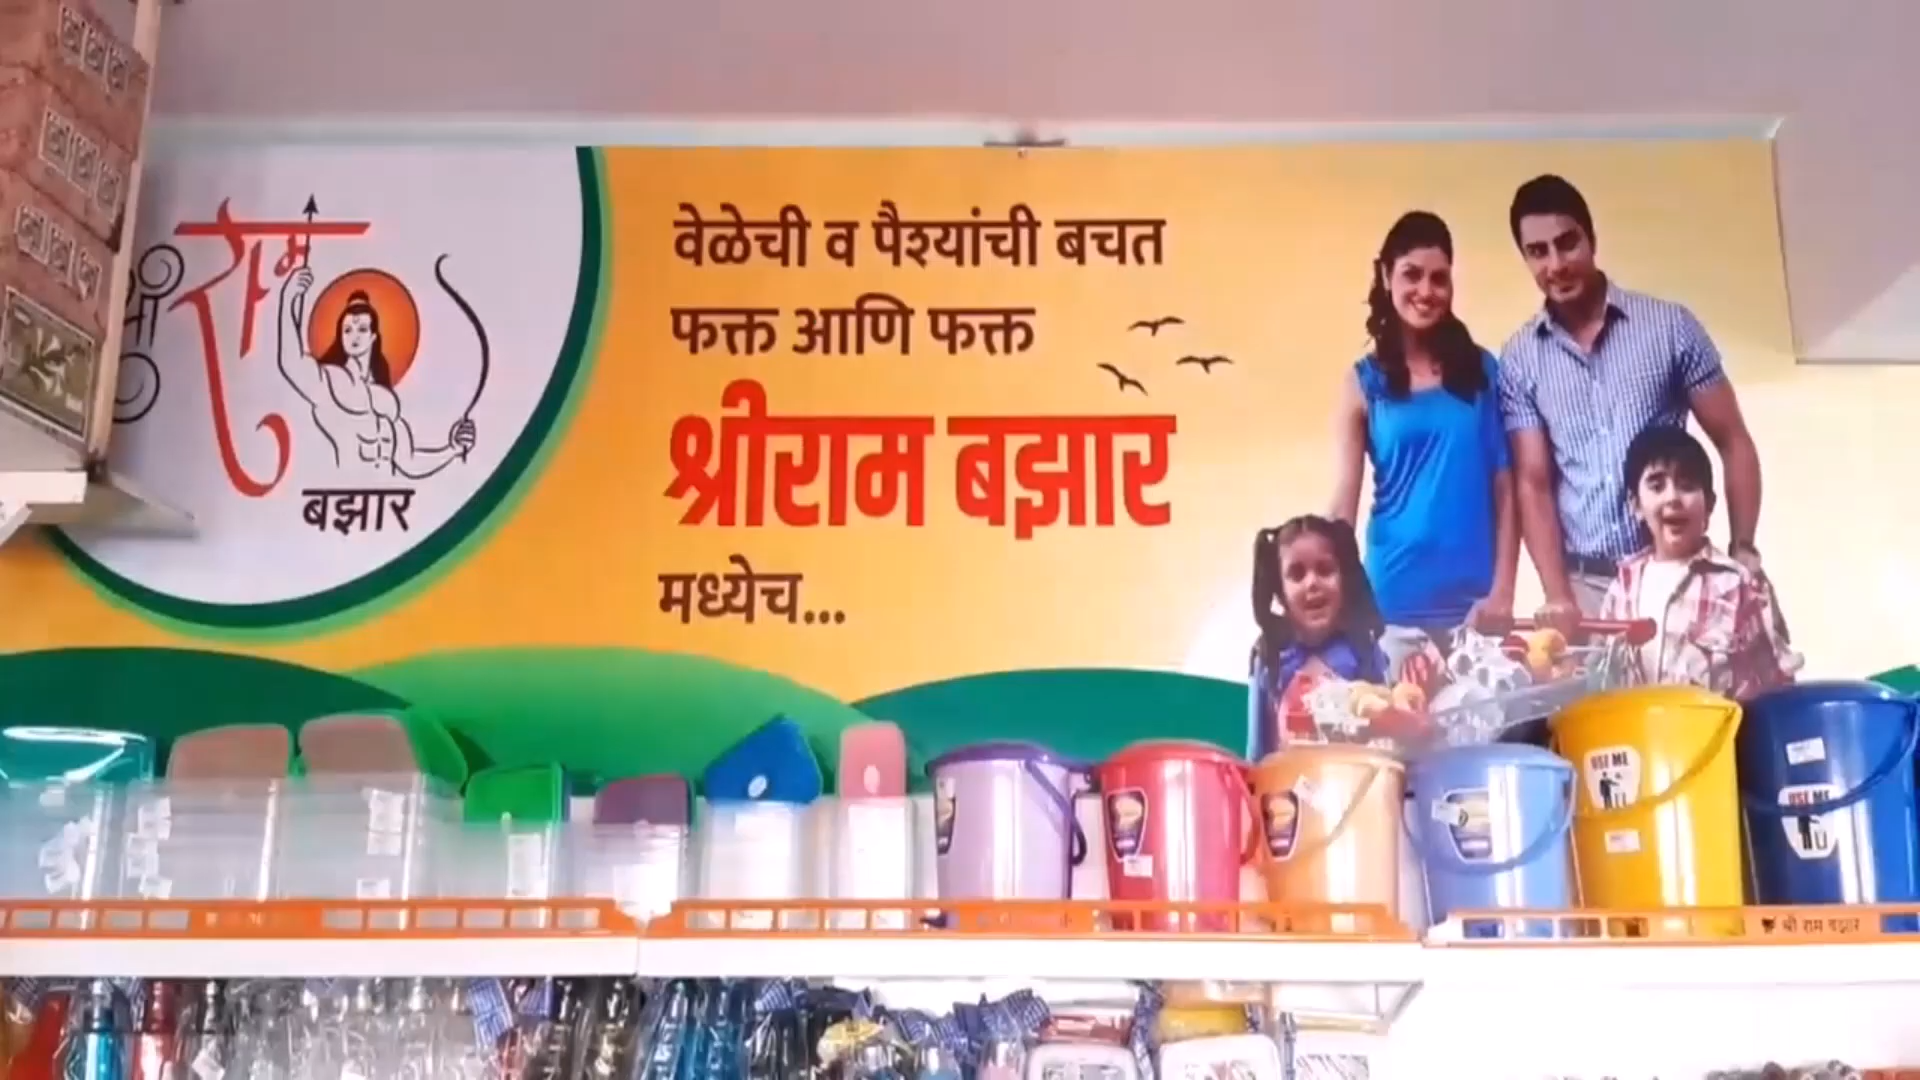 श्री राम
बझार
वेळेची व पैश्यांची बचत
फक्त आणि फक्त
श्रीराम बझार
मध्येच...
USE ME
USE ME
U
श्री राम बझार